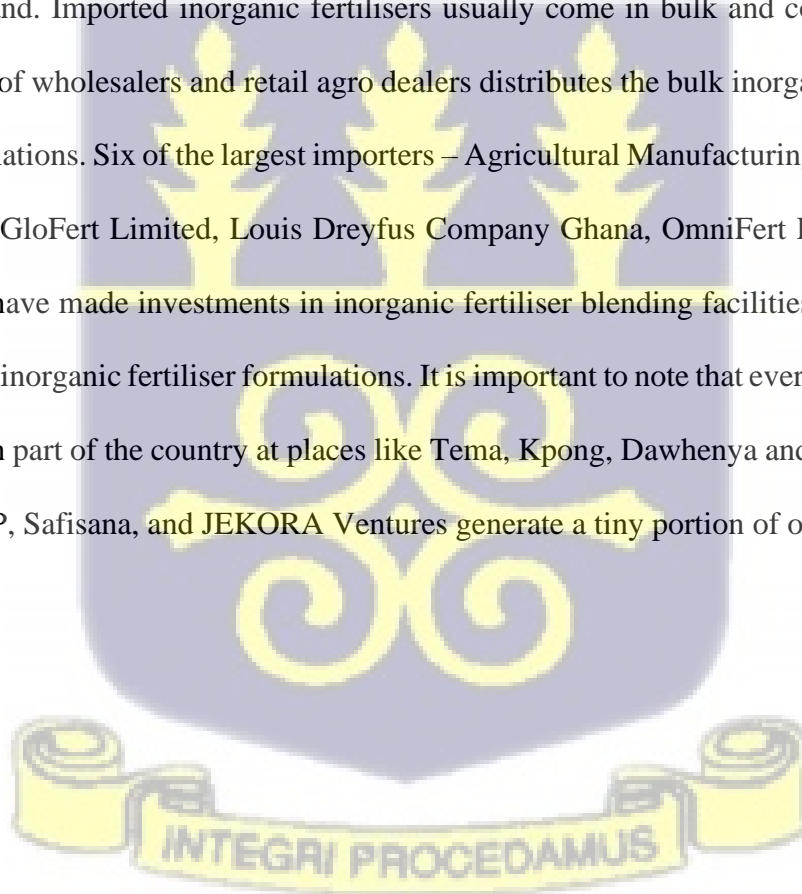 nd. Imported inorganic fertilisers usually come in bulk and co
of wholesalers and retail agro dealers distributes the bulk inorga
lations. Six of the largest importers – Agricultural Manufacturing
GloFert Limited, Louis Dreyfus Company Ghana, OmniFert
have made investments in inorganic fertiliser blending facilities
inorganic fertiliser formulations. It is important to note that ever
part of the country at places like Tema, Kpong, Dawhenya and
P, Safisana, and JEKORA Ventures generate a tiny portion of o
INTEGRI PROCEDAMUS